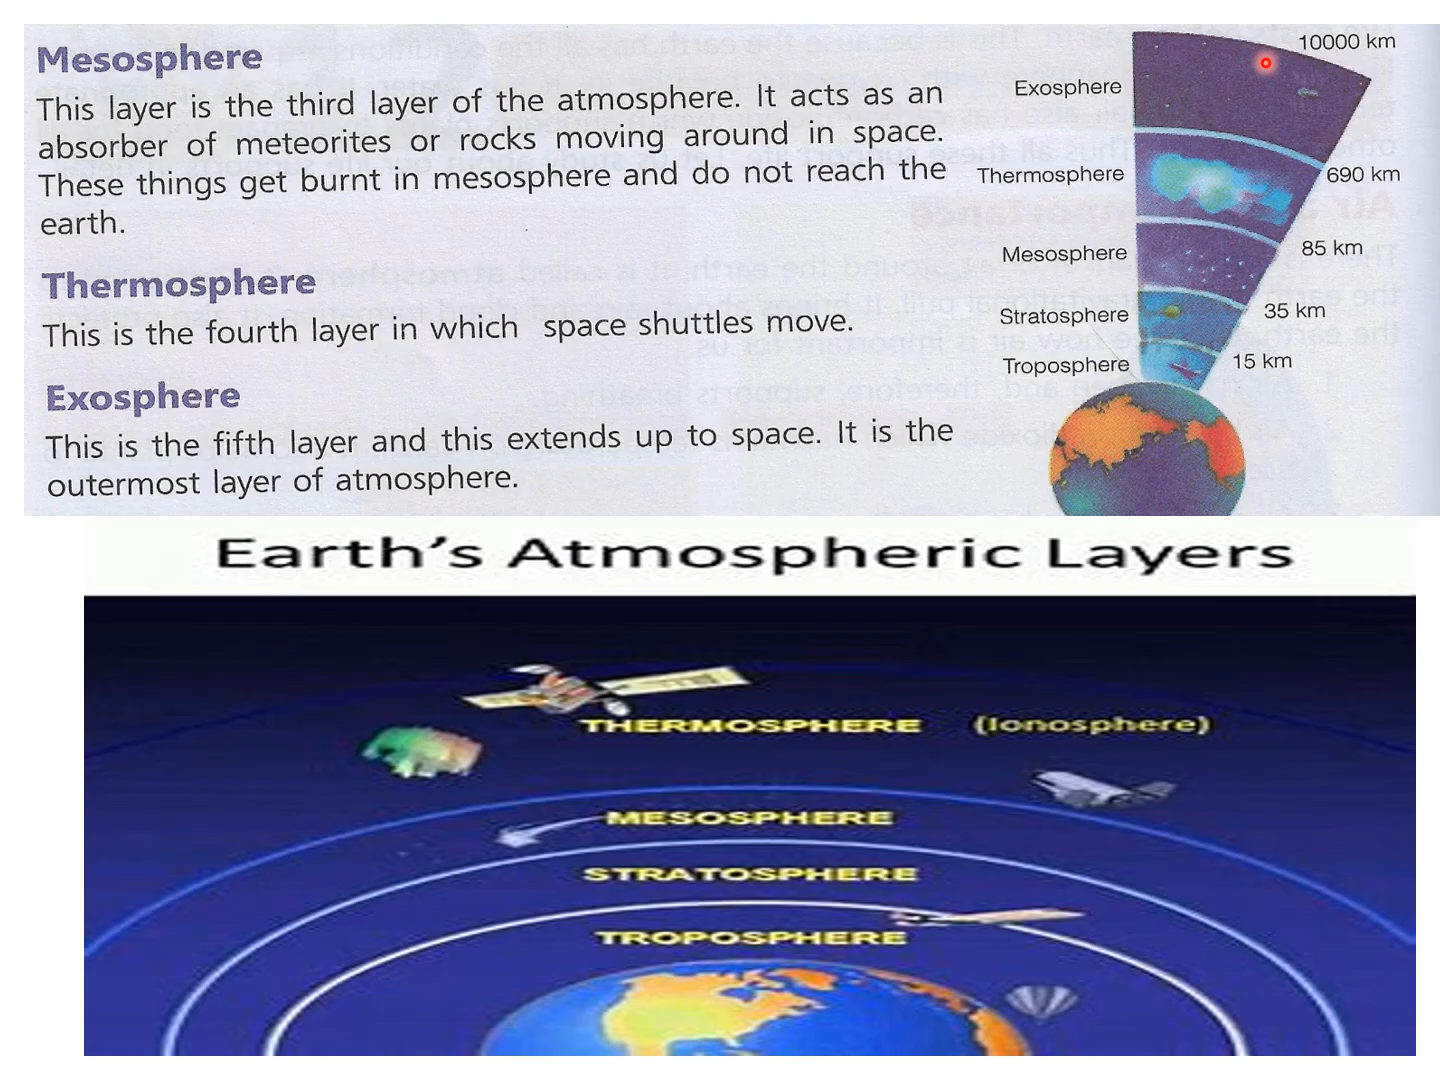 Mesosphere
This layer is the third layer of the atmosphere. It acts as an
absorber of meteorites or rocks moving around in space.
These things get burnt in mesosphere and do not reach the
earth.
Thermosphere
This is the fourth layer in which space shuttles move.
Exosphere
This is the fifth layer and this extends up to space. It is the
outermost layer of atmosphere.
10000 km
Exosphere
Thermosphere
690 km
Mesosphere
85 km
Stratosphere
35 km
Troposphere
15 km
Earth's Atmospheric Layers
THERMOSPHERE (Ionosphere)
MESOSPHERE
STRATOSPHERE
TROPOSPHERE